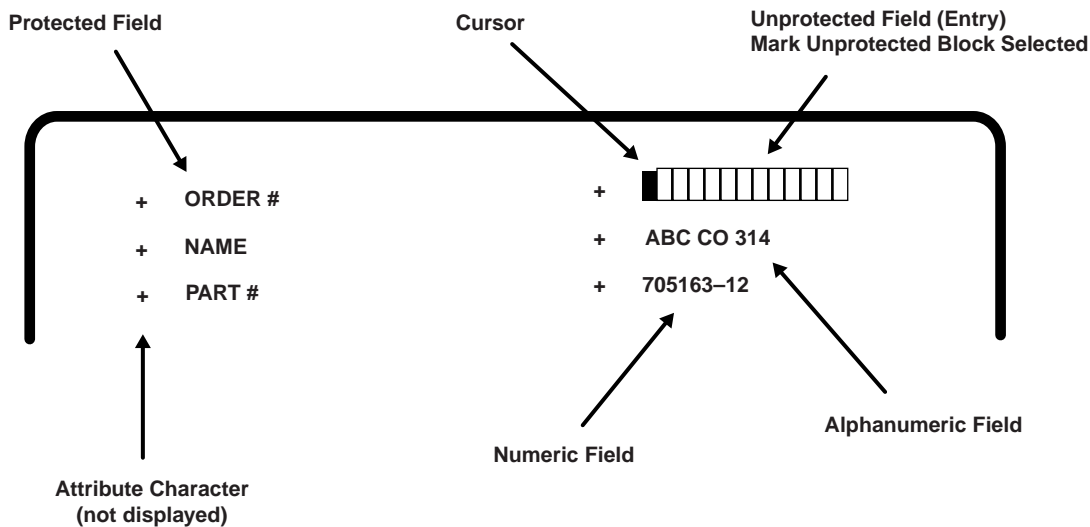 Protected Field
Cursor
Unprotected Field (Entry)
Mark Unprotected Block Selected
+ ORDER # +
+ NAME + ABC CO 314
+ PART # + 705163–12
Alphanumeric Field
Numeric Field
Attribute Character
(not displayed)